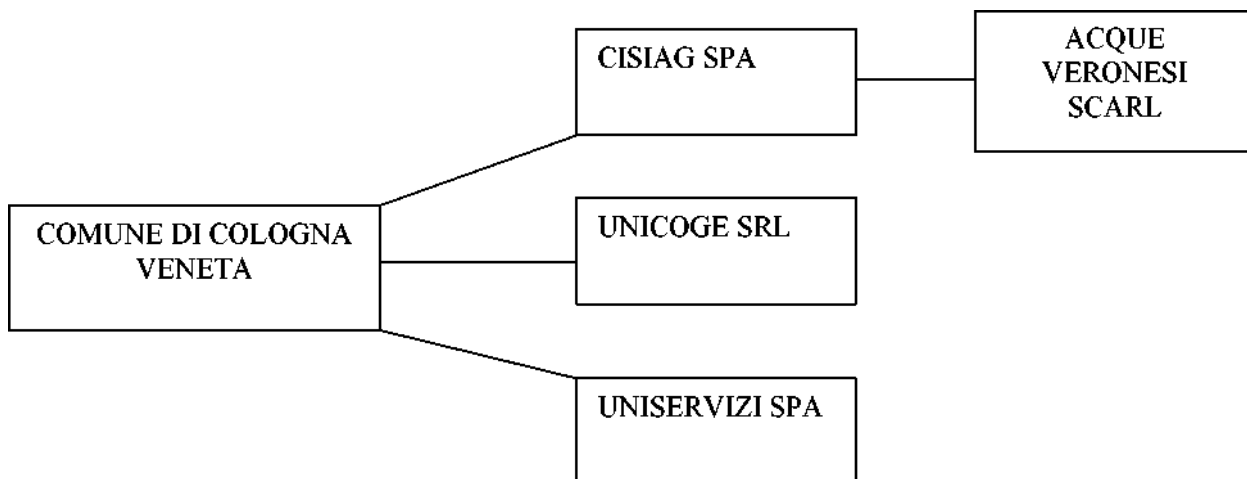 CISIAG SPA
ACQUE
VERONESI
SCARL
COMUNE DI COLOGNA
VENETA
UNICOGE SRL
UNISERVIZI SPA